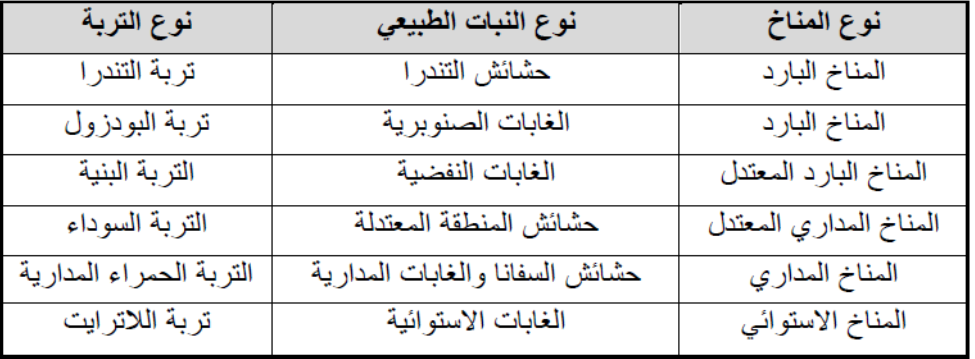 نوع المناخ نوع النبات الطبيعي نوع التربة
المناخ البارد حشائش التندرا تربة التندرا
المناخ البارد الغابات الصنوبرية تربة البودزول
المناخ البارد المعتدل الغابات النفضية التربة البنية
المناخ المداري المعتدل حشائش المنطقة المعتدلة التربة السوداء
المناخ المداري حشائش السفانا والغابات المدارية التربة الحمراء المدارية
المناخ الاستوائي الغابات الاستوائية تربة اللاترايت